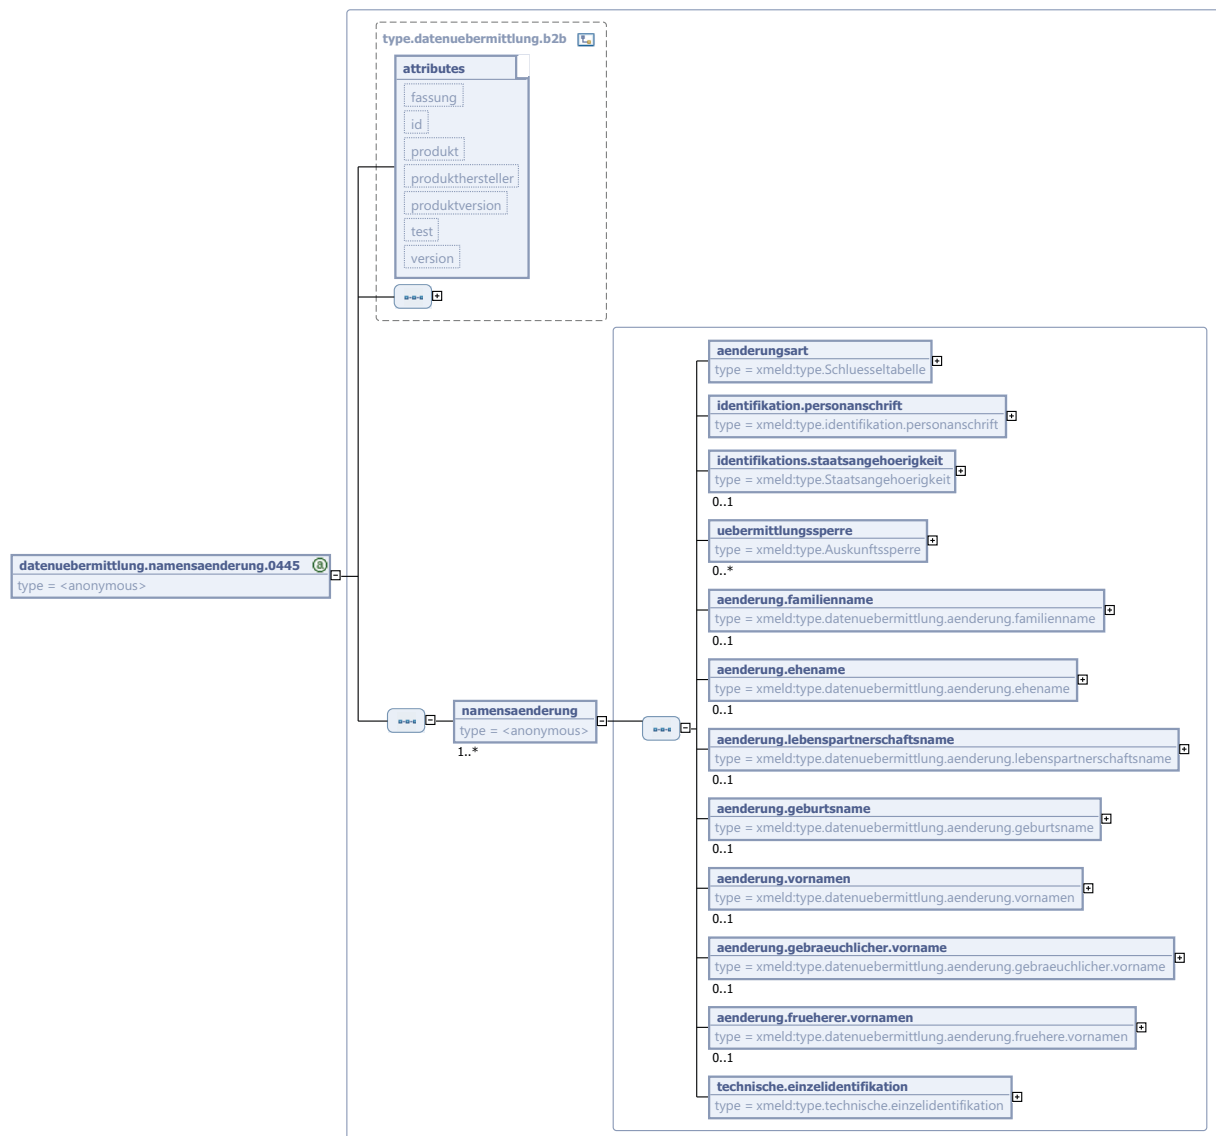 type.datenuebermittlung.b2b
attributes
fassung
id
produkt
produkthersteller
produktversion
test
version
datenuebermittlung.namensaenderung.0445
type = <anonymous>
namensaenderung
type = <anonymous>
1..*
aenderungsart
type = xmeld:type.Schluesseltabelle
identifikation.personanschrift
type = xmeld:type.identifikation.personanschrift
identifikations.staatsangehoerigkeit
type = xmeld:type.Staatsangehoerigkeit
0..1
uebermittlungssperre
type = xmeld:type.Auskunftssperre
0..*
aenderung.familienname
type = xmeld:type.datenuebermittlung.aenderung.familienname
0..1
aenderung.ehename
type = xmeld:type.datenuebermittlung.aenderung.ehename
0..1
aenderung.lebenspartnerschaftsname
type = xmeld:type.datenuebermittlung.aenderung.lebenspartnerschaftsname
0..1
aenderung.geburtsname
type = xmeld:type.datenuebermittlung.aenderung.geburtsname
0..1
aenderung.vornamen
type = xmeld:type.datenuebermittlung.aenderung.vornamen
0..1
aenderung.gebraeuchlicher.vorname
type = xmeld:type.datenuebermittlung.aenderung.gebraeuchlicher.vorname
0..1
aenderung.frueherer.vornamen
type = xmeld:type.datenuebermittlung.aenderung.fruehere.vornamen
0..1
technische.einzelidentifikation
type = xmeld:type.technische.einzelidentifikation